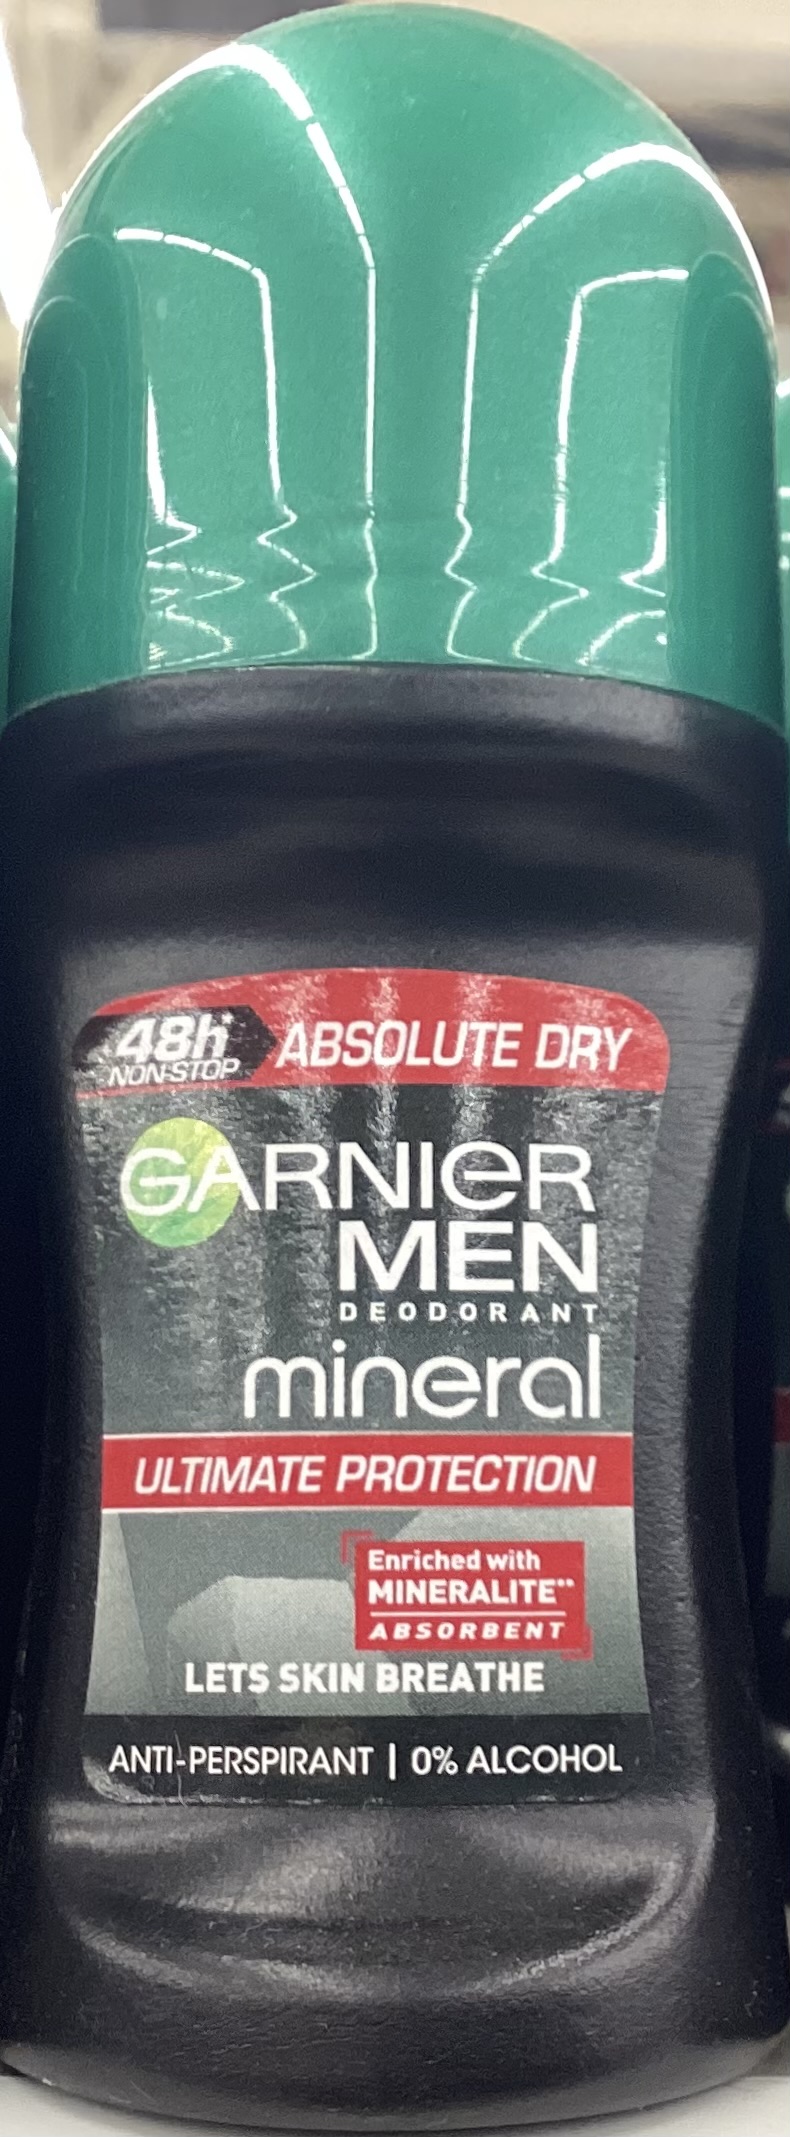 48h* ABSOLUTE DRY
NON-STOP
GARNIER
MEN
DEODORANT
mineral
ULTIMATE PROTECTION
Enriched with
MINERALITE**
ABSORBENT
LETS SKIN BREATHE
ANTI-PERSPIRANT | 0% ALCOHOL